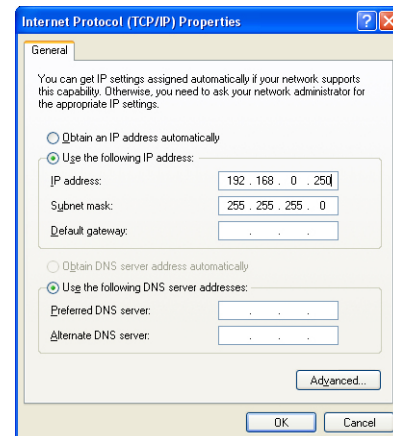 Internet Protocol (TCP/IP) Properties
General
You can get IP settings assigned automatically if your network supports
this capability. Otherwise, you need to ask your network administrator for
the appropriate IP settings.
Obtain an IP address automatically
Use the following IP address:
IP address: 192 . 168 . 0 . 250
Subnet mask: 255 . 255 . 255 . 0
Default gateway: . . .
Obtain DNS server address automatically
Use the following DNS server addresses:
Preferred DNS server: . . .
Alternate DNS server: . . .
Advanced...
OK Cancel